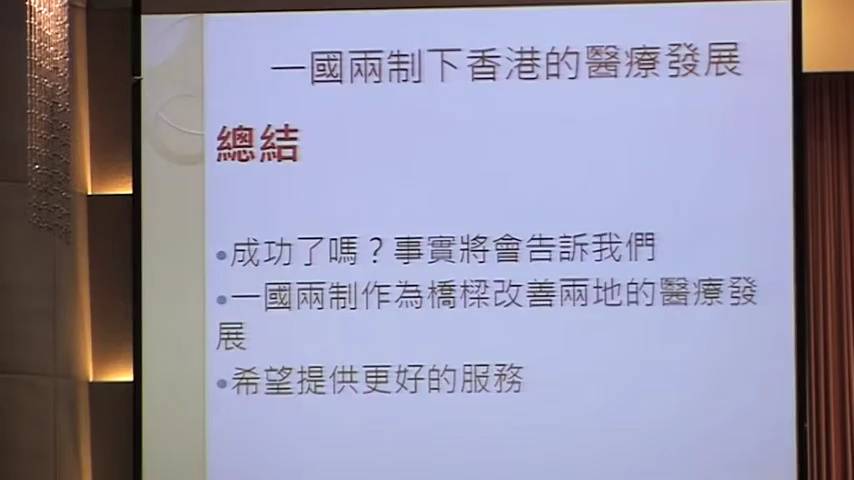 一國兩制下香港的醫療發展
總結
•成功了嗎？事實將會告訴我們
•一國兩制作為橋樑改善兩地的醫療發
展
•希望提供更好的服務